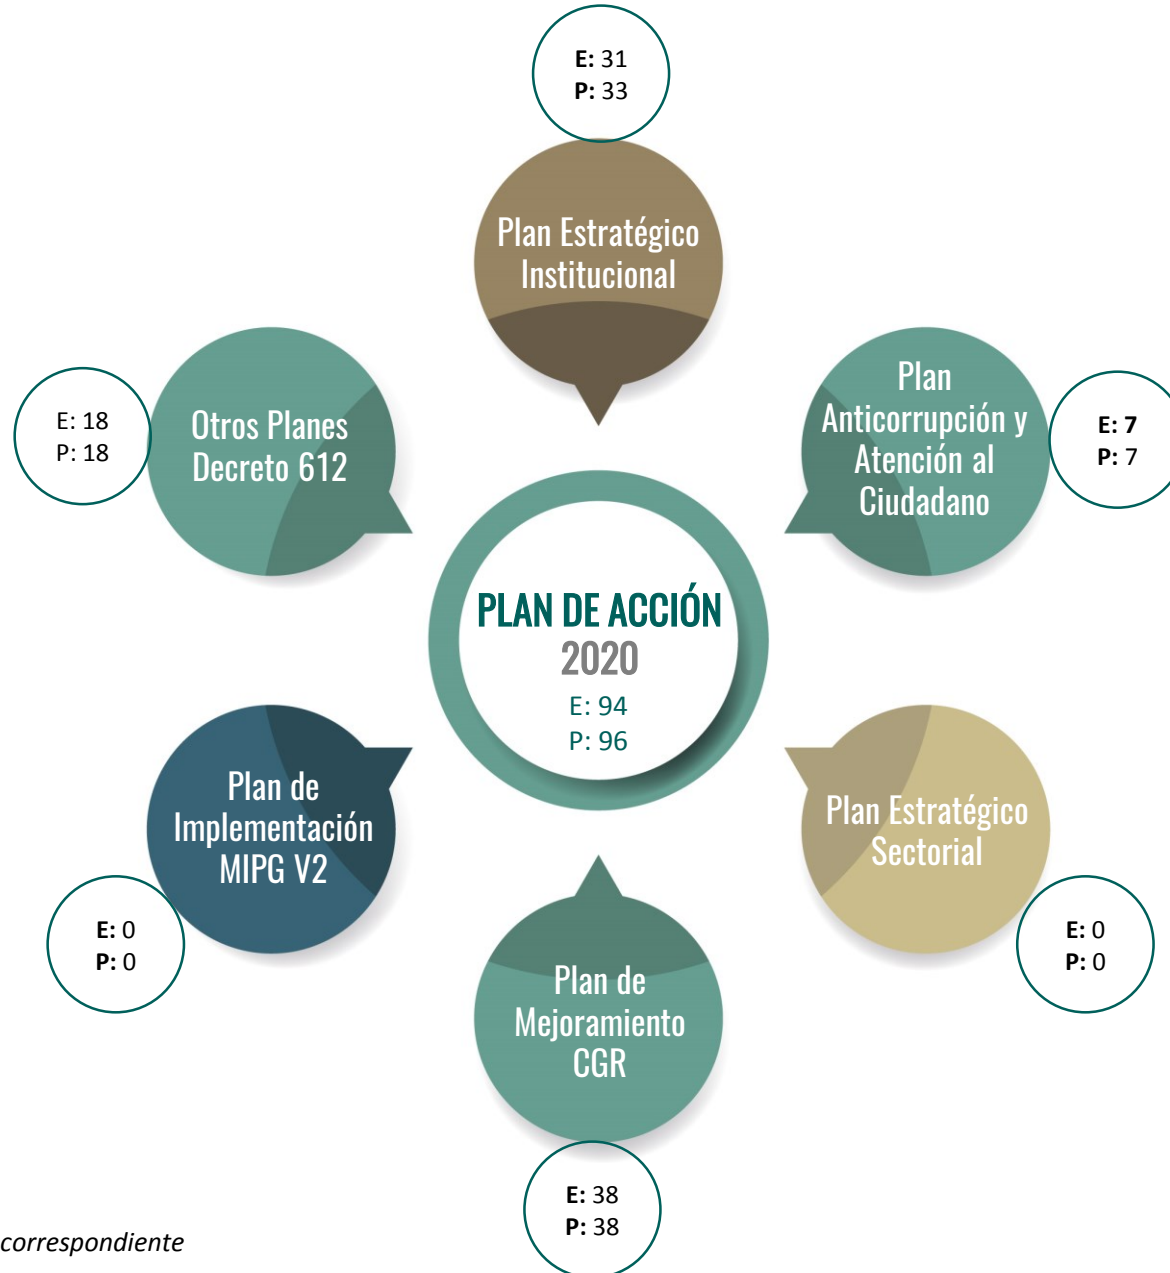 E: 31
P: 33
Plan Estratégico
Institucional
Plan
Anticorrupción y
Atención al
Ciudadano
E: 7
P: 7
E: 18
P: 18
Otros Planes
Decreto 612
PLAN DE ACCIÓN
2020
E: 94
P: 96
Plan de
Implementación
MIPG V2
E: 0
P: 0
Plan Estratégico
Sectorial
E: 0
P: 0
Plan de
Mejoramiento
CGR
E: 38
P: 38
correspondiente